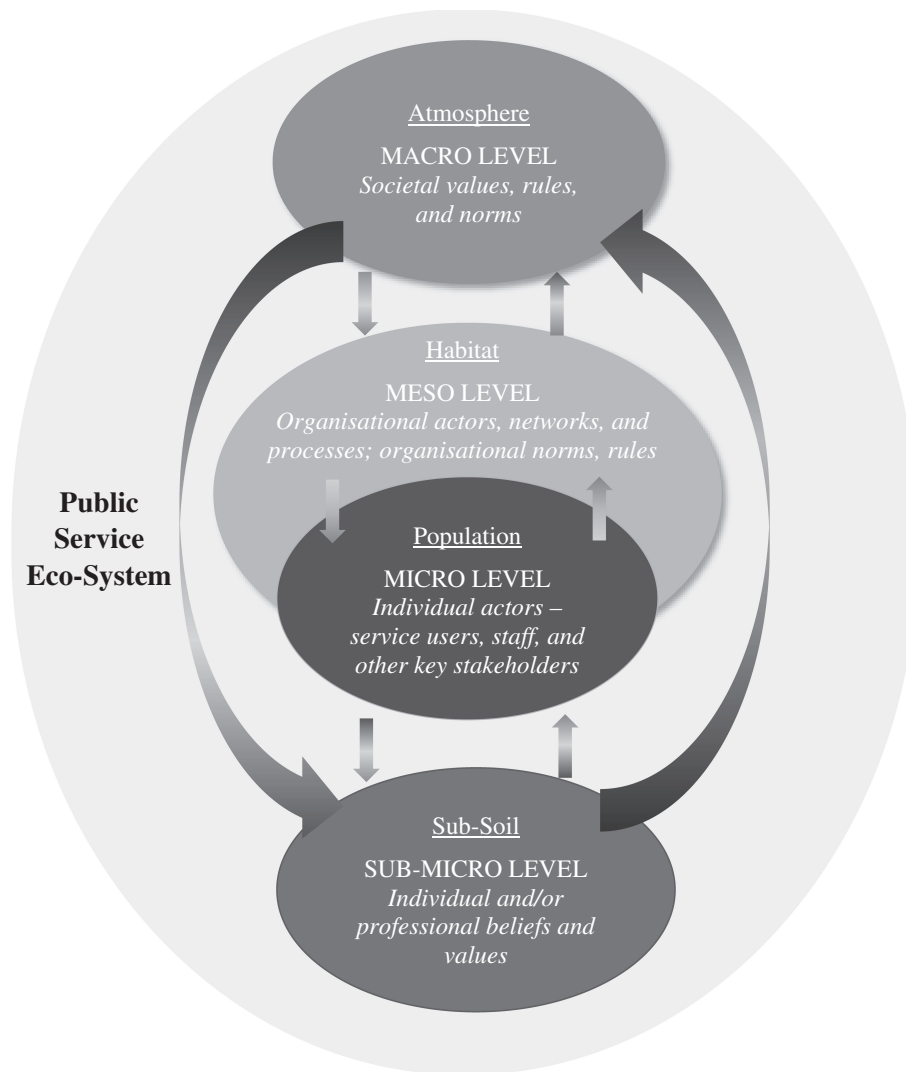 Atmosphere
MACRO LEVEL
Societal values, rules,
and norms
Habitat
MESO LEVEL
Organisational actors, networks, and
processes; organisational norms, rules
Public
Service
Eco-System
Population
MICRO LEVEL
Individual actors –
service users, staff, and
other key stakeholders
Sub-Soil
SUB-MICRO LEVEL
Individual and/or
professional beliefs and
values